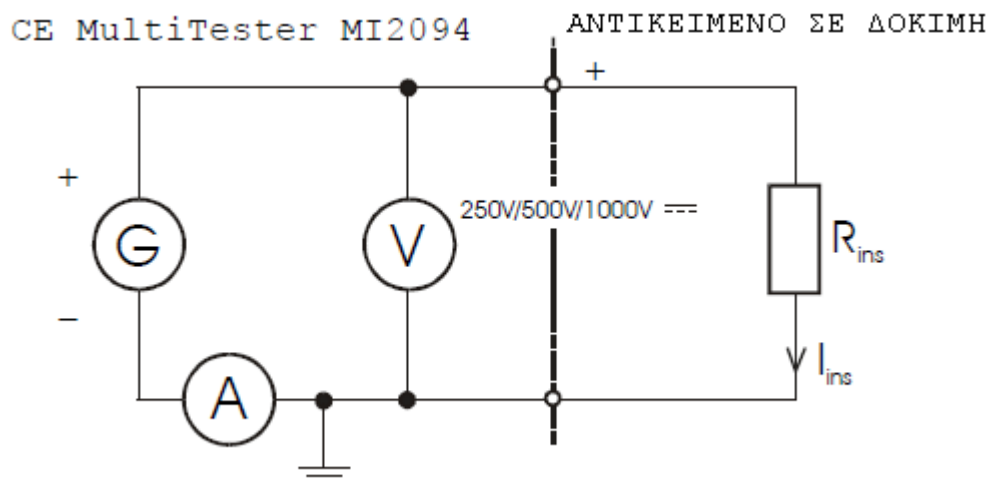 CE MultiTester MI2094
ΑΝΤΙΚΕΙΜΕΝΟ ΣΕ ΔΟΚΙΜΗ
+
+
G
V
250V/500V/1000V
R ins
−
I ins
A